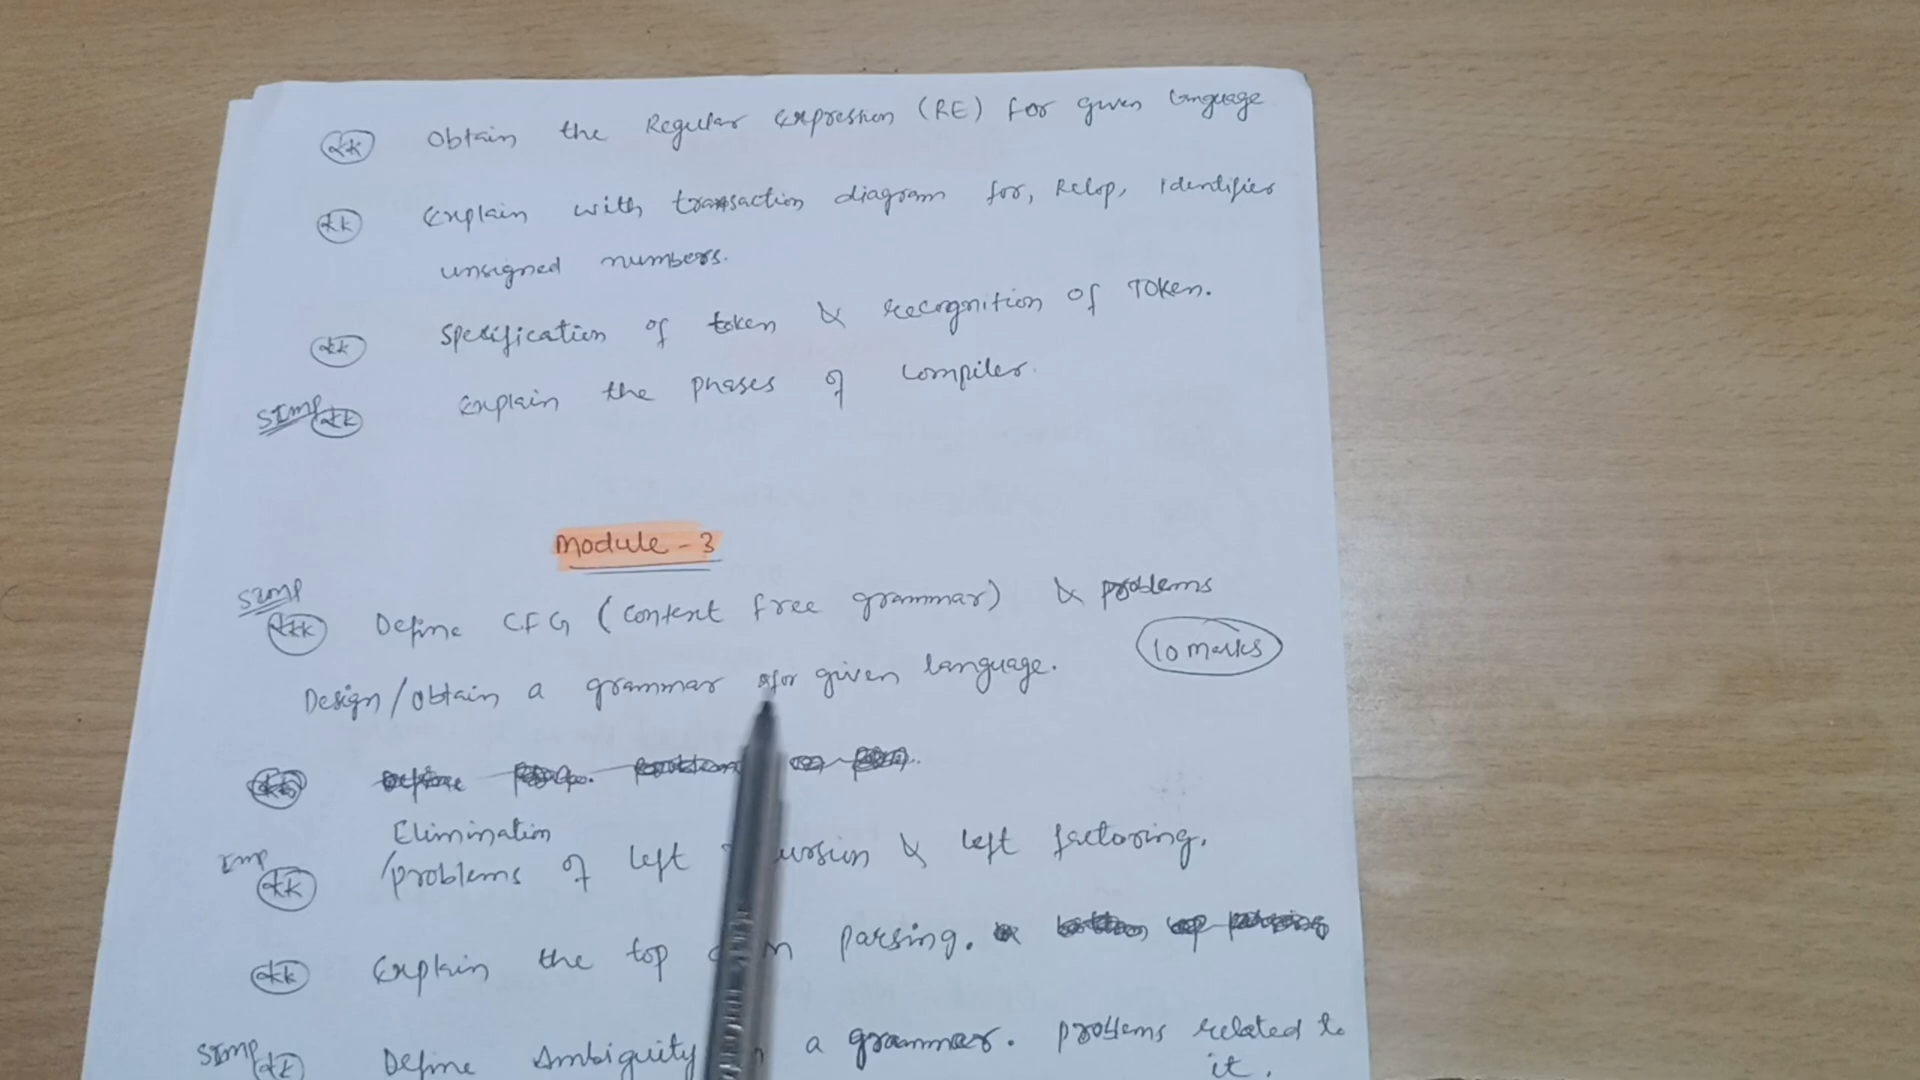 Obtain the Regular Expression (RE) for given language
Explain with transaction diagram for, Relop, Identifier
unsigned numbers.
Specification of token & recognition of Token.
SIMP Explain the phases of compiler.
Module - 3
SIMP
Define CFG (context free grammar) & problems
10 marks
Design/obtain a grammar for given language.
Elimination
Imp /problems of left & left factoring.
Explain the top parsing.
SIMP Define Ambiguity a grammar. Problems related to
it.